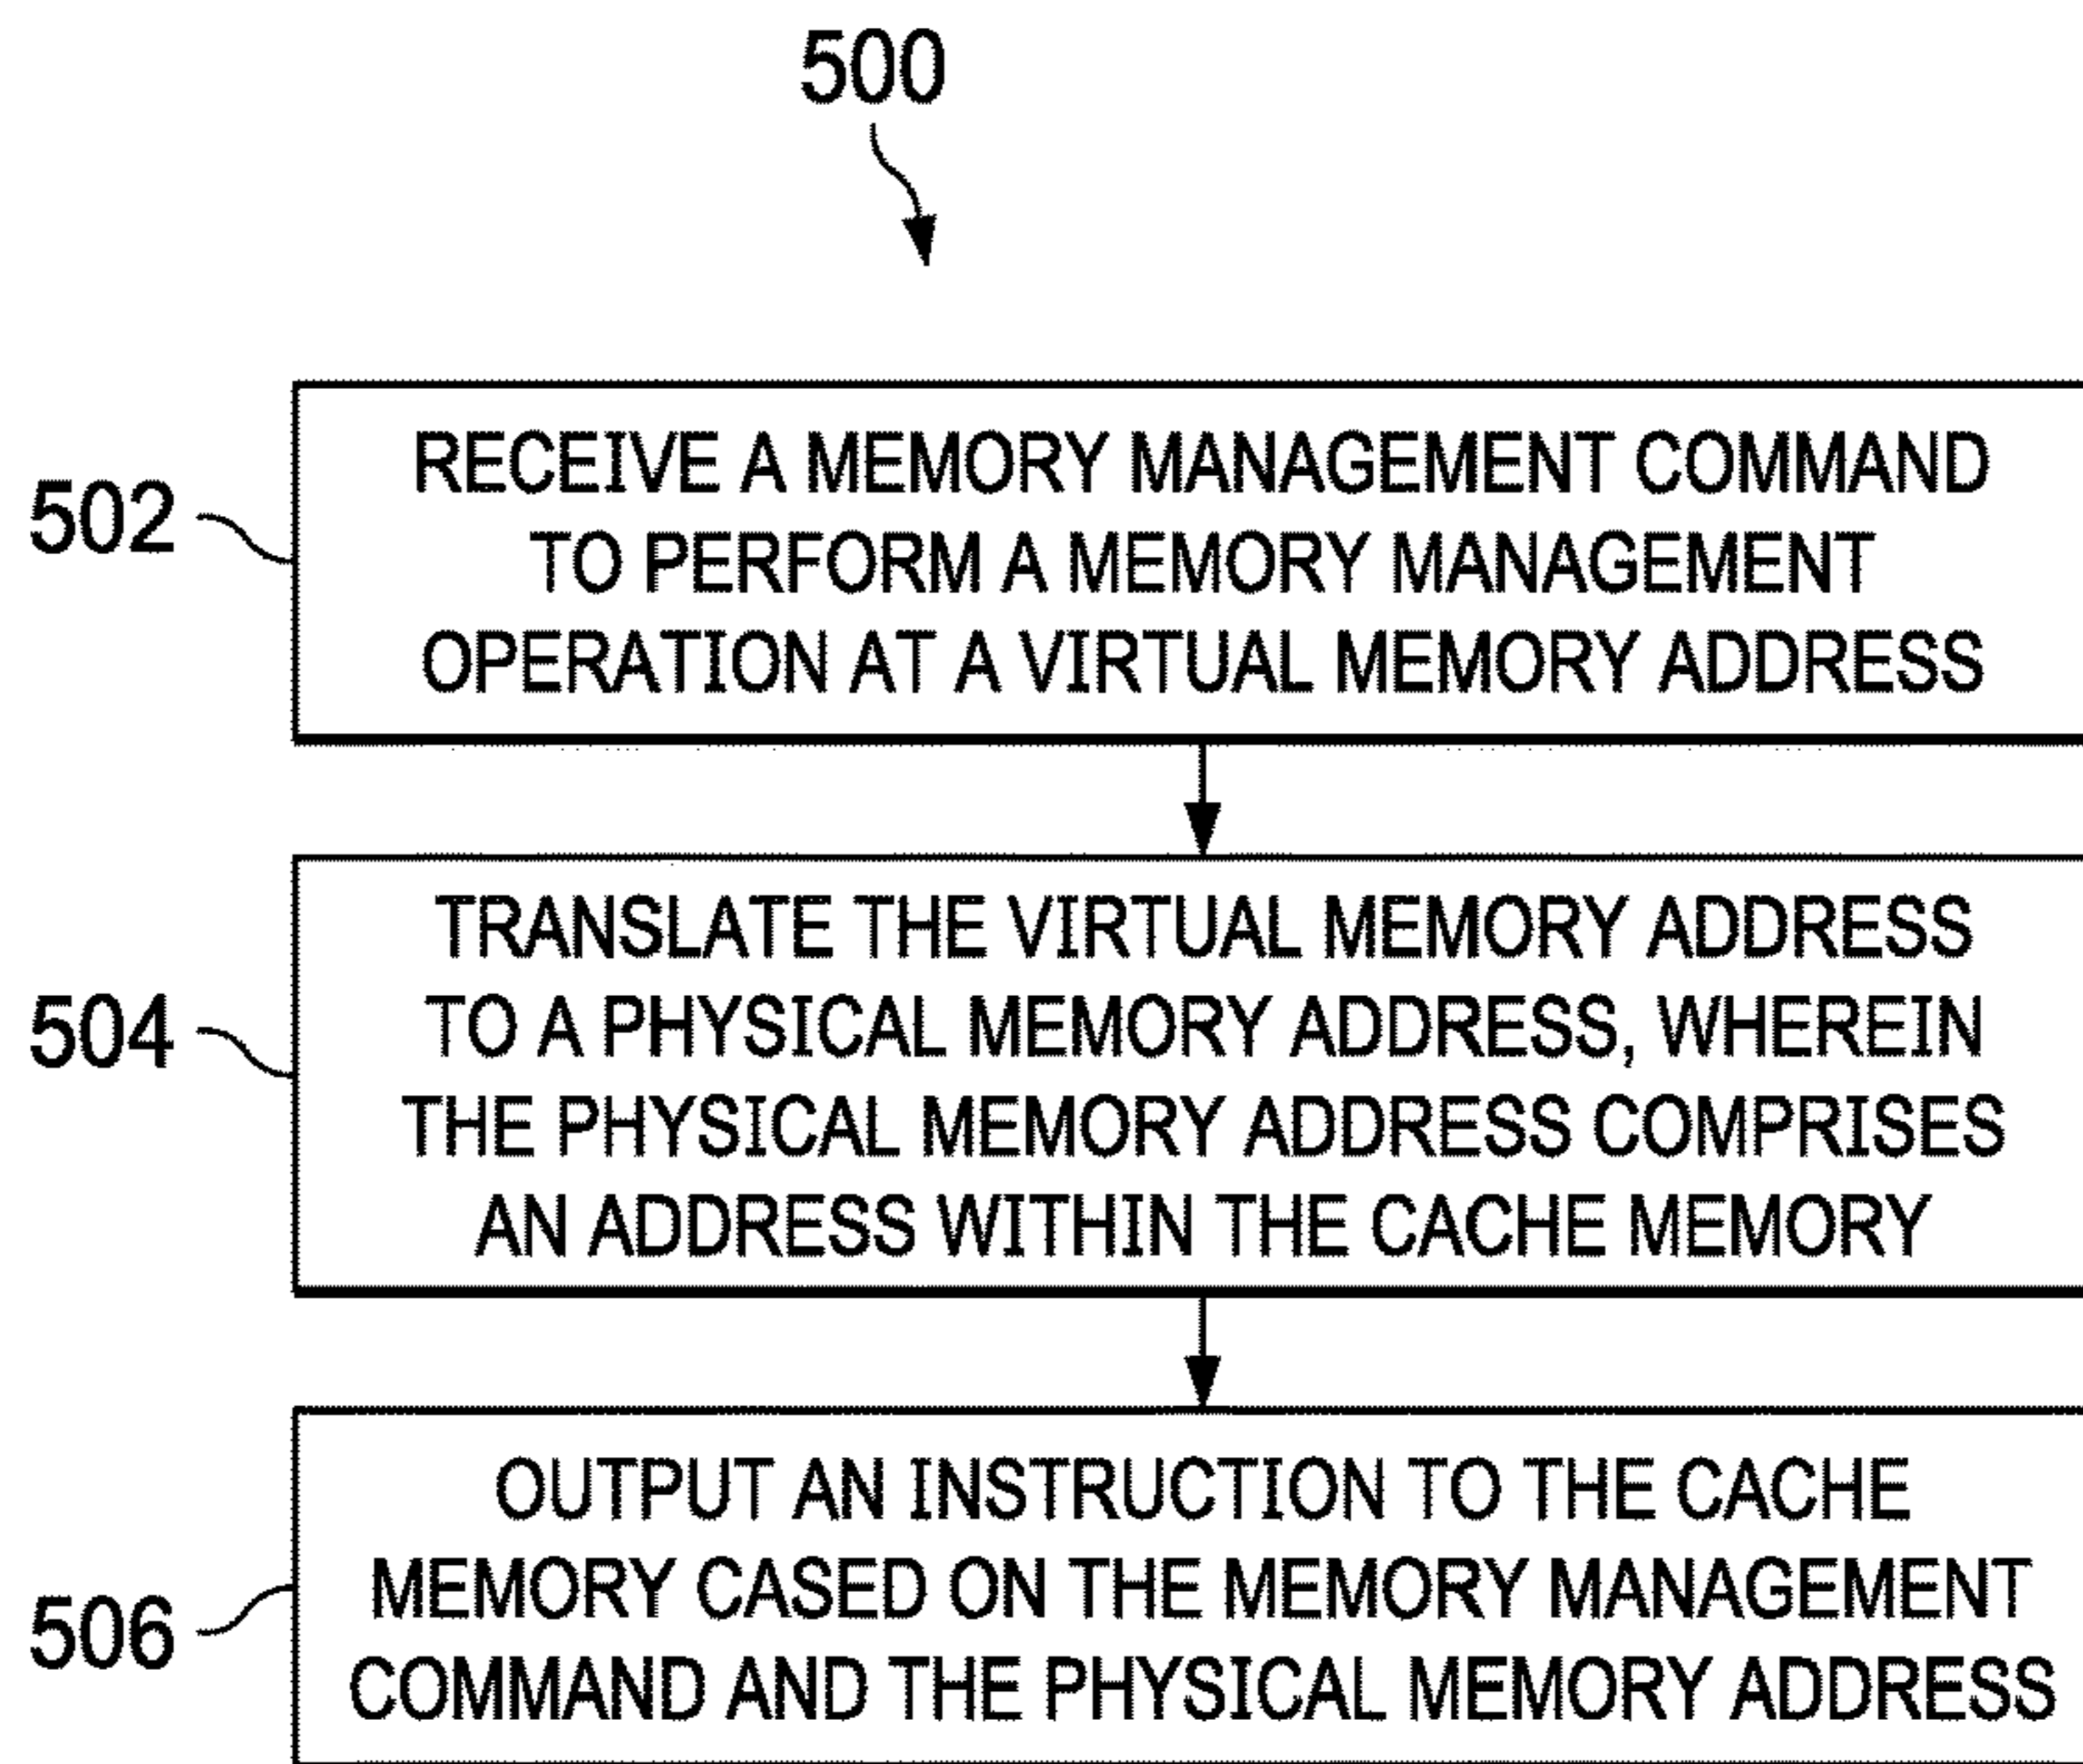 500
502
RECEIVE A MEMORY MANAGEMENT COMMAND
TO PERFORM A MEMORY MANAGEMENT
OPERATION AT A VIRTUAL MEMORY ADDRESS
504
TRANSLATE THE VIRTUAL MEMORY ADDRESS
TO A PHYSICAL MEMORY ADDRESS, WHEREIN
THE PHYSICAL MEMORY ADDRESS COMPRISES
AN ADDRESS WITHIN THE CACHE MEMORY
506
OUTPUT AN INSTRUCTION TO THE CACHE
MEMORY CASED ON THE MEMORY MANAGEMENT
COMMAND AND THE PHYSICAL MEMORY ADDRESS